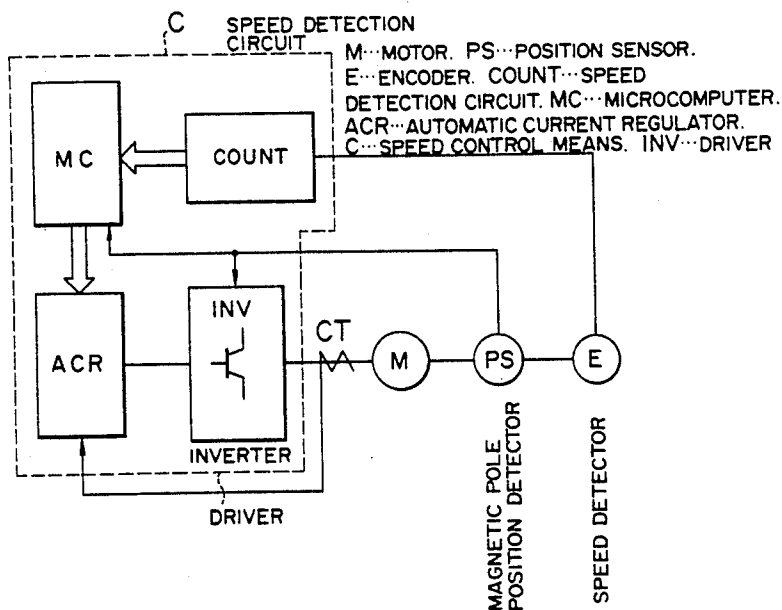 C
SPEED DETECTION
CIRCUIT
M···MOTOR. PS···POSITION SENSOR.
E···ENCODER. COUNT···SPEED
DETECTION CIRCUIT. MC···MICROCOMPUTER.
ACR···AUTOMATIC CURRENT REGULATOR.
C···SPEED CONTROL MEANS. INV···DRIVER
MC
COUNT
ACR
INV
CT
M
PS
E
INVERTER
DRIVER
MAGNETIC POLE
POSITION DETECTOR
SPEED DETECTOR